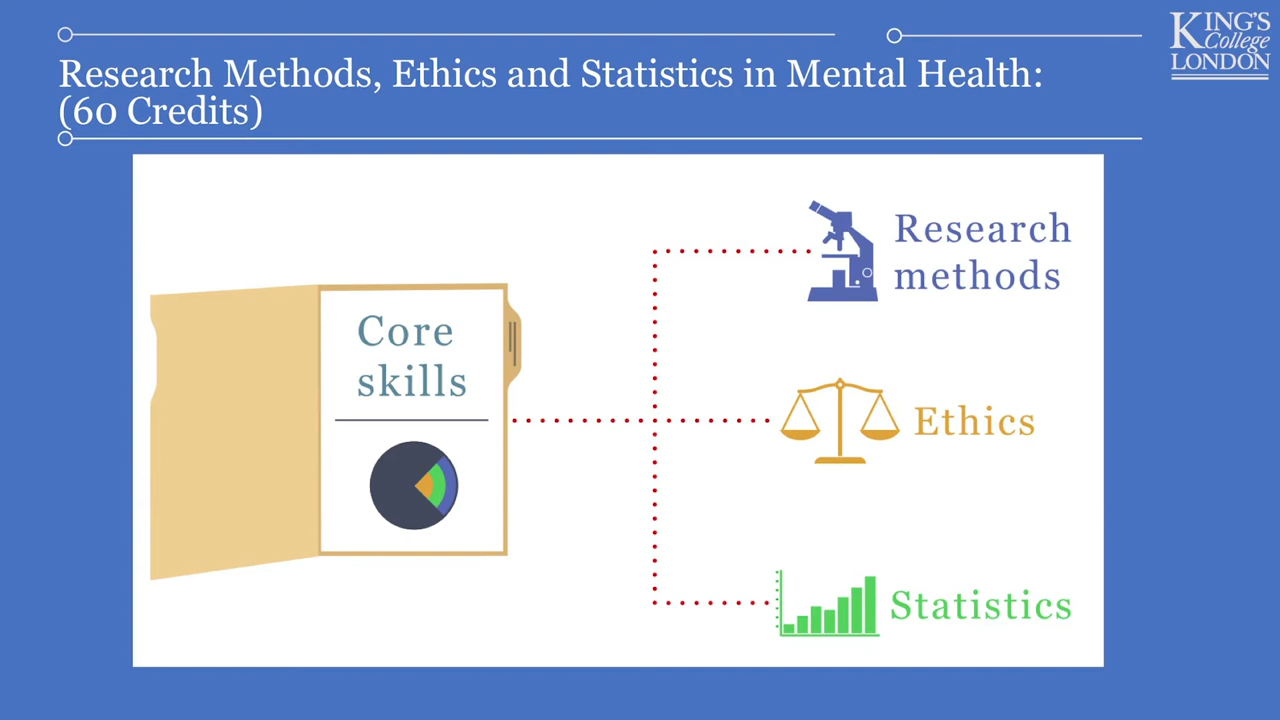 KING'S
College
LONDON
Research Methods, Ethics and Statistics in Mental Health:
(60 Credits)
Core
skills
Research
methods
Ethics
Statistics